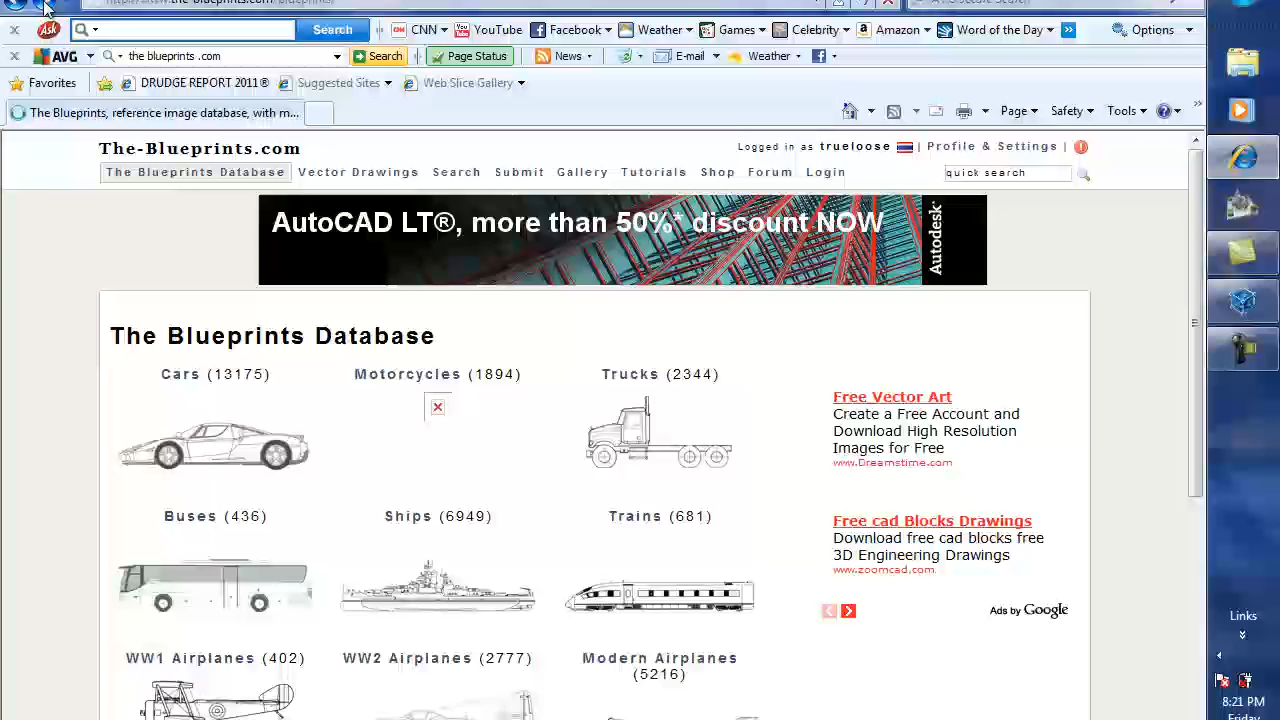 Search CNN YouTube Facebook Weather Games Celebrity Amazon Word of the Day Options
Ask
AVG the blueprints .com Search Page Status News E-mail Weather
Favorites DRUDGE REPORT 2011® Suggested Sites Web Slice Gallery
The Blueprints, reference image database, with m... Page Safety Tools
The-Blueprints.com
Logged in as trueloose | Profile & Settings |
The Blueprints Database Vector Drawings Search Submit Gallery Tutorials Shop Forum Login quick search
AutoCAD LT®, more than 50%* discount NOW
Autodesk
The Blueprints Database
Cars (13175) Motorcycles (1894) Trucks (2344)
Free Vector Art
Create a Free Account and
Download High Resolution
Images for Free
www.Dreamstime.com
Buses (436) Ships (6949) Trains (681)
Free cad Blocks Drawings
Download free cad blocks free
3D Engineering Drawings
www.zoomcad.com
Ads by Google
WW1 Airplanes (402) WW2 Airplanes (2777) Modern Airplanes
(5216)
Links
8:21 PM
Friday